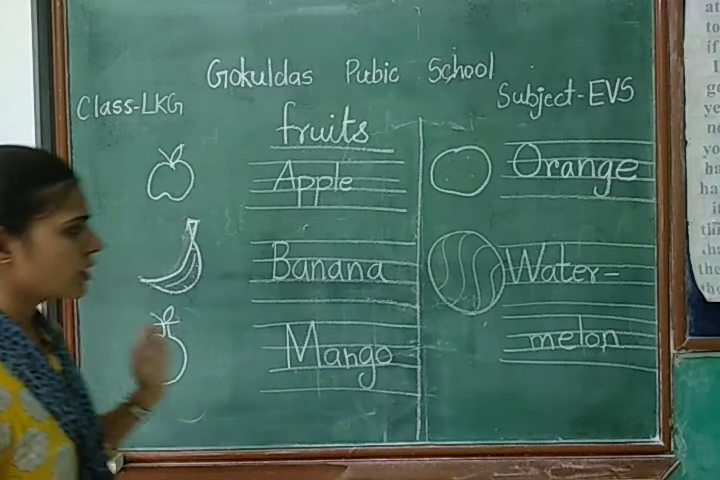 Gokuldas Pubic School
Class-LKG
Subject-EVS
fruits
Apple
Banana
Mango
Orange
Water-
melon